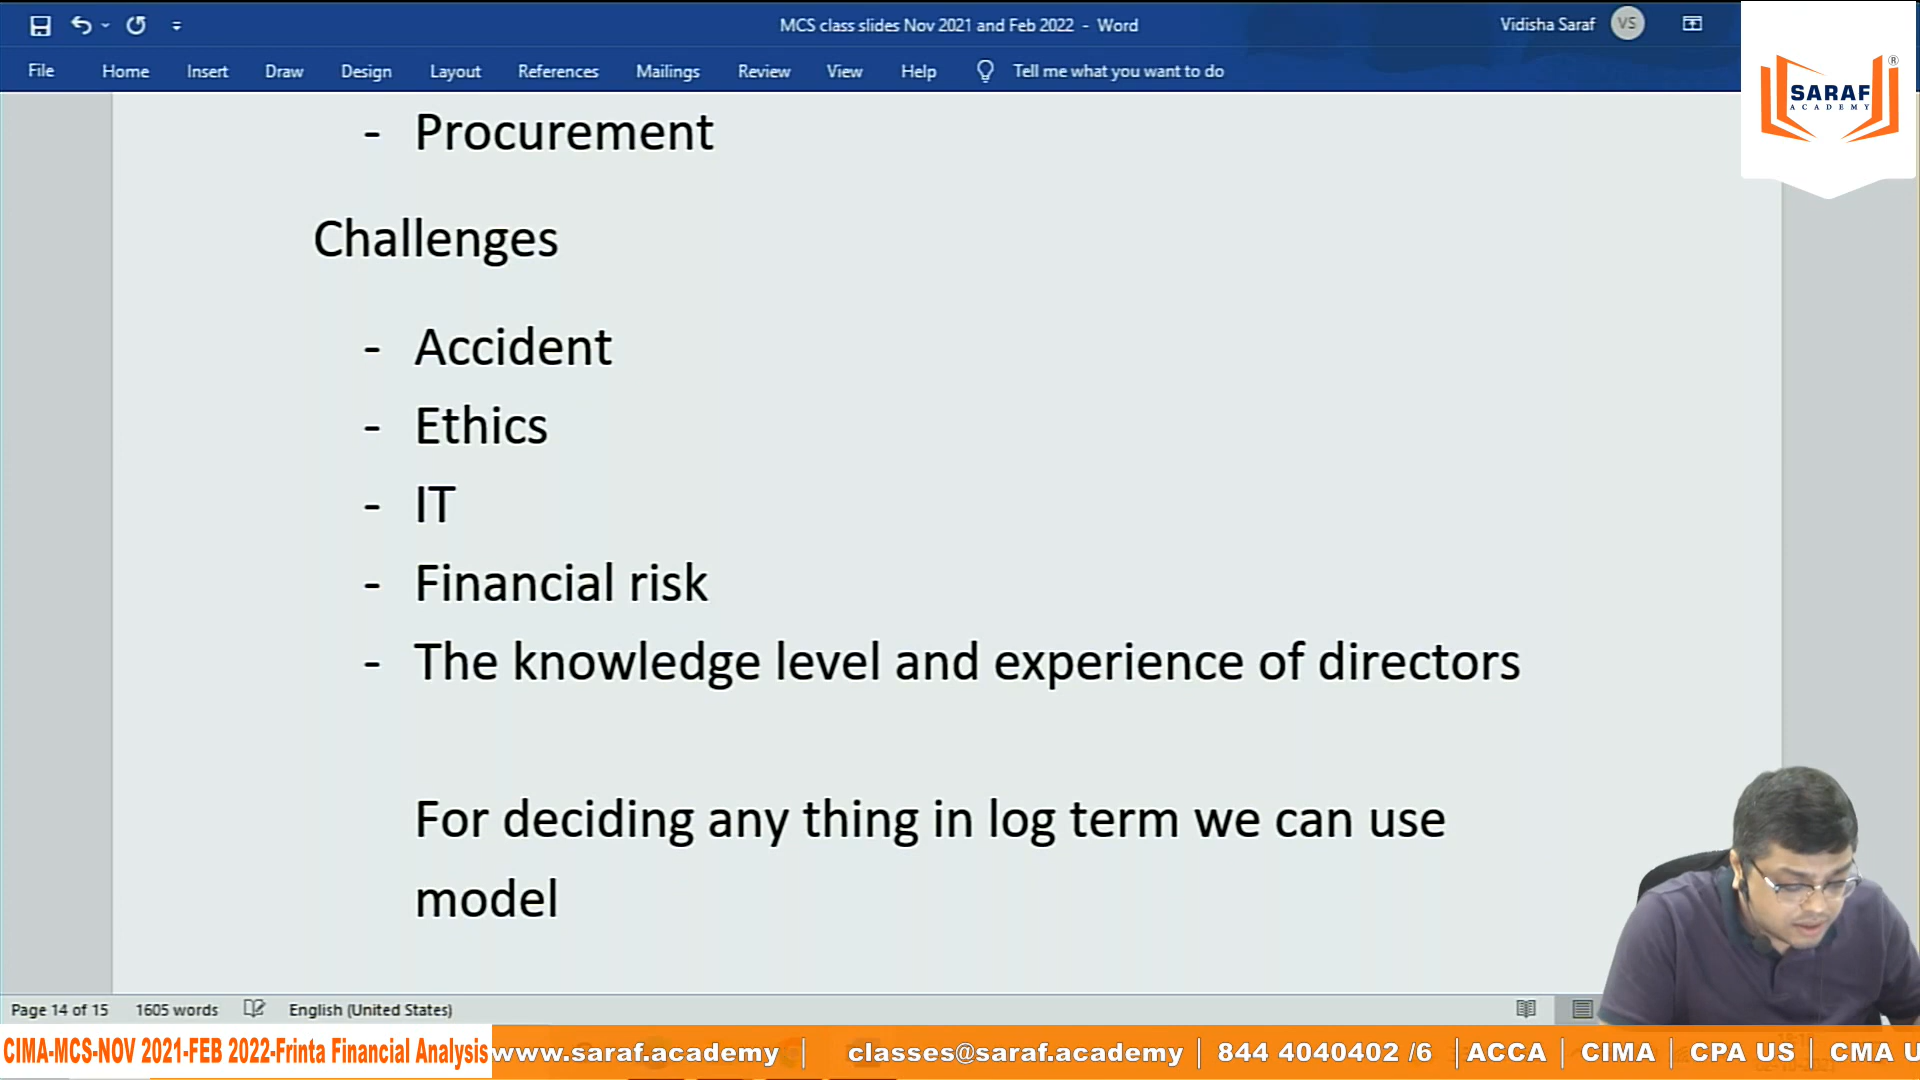 MCS class slides Nov 2021 and Feb 2022 - Word
Vidisha Saraf VS
File Home Insert Draw Design Layout References Mailings Review View Help Tell me what you want to do
SARAF
ACADEMY
®
- Procurement
Challenges
- Accident
- Ethics
- IT
- Financial risk
- The knowledge level and experience of directors
For deciding any thing in log term we can use
model
Page 14 of 15 1605 words English (United States)
CIMA-MCS-NOV 2021-FEB 2022-Frinta Financial Analysis www.saraf.academy | classes@saraf.academy | 844 4040402 /6 | ACCA | CIMA | CPA US | CMA U